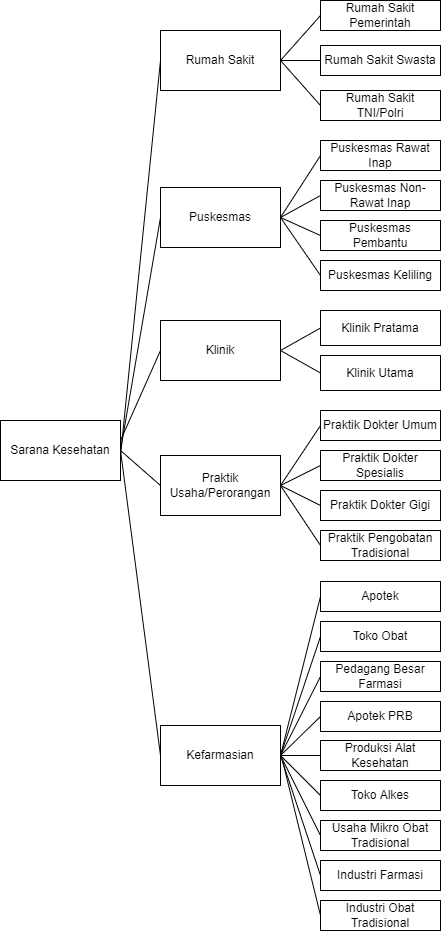 Sarana Kesehatan
Rumah Sakit
Rumah Sakit
Pemerintah
Rumah Sakit Swasta
Rumah Sakit
TNI/Polri
Puskesmas
Puskesmas Rawat
Inap
Puskesmas Non-
Rawat Inap
Puskesmas
Pembantu
Puskesmas Keliling
Klinik
Klinik Pratama
Klinik Utama
Praktik
Usaha/Perorangan
Praktik Dokter Umum
Praktik Dokter
Spesialis
Praktik Dokter Gigi
Praktik Pengobatan
Tradisional
Kefarmasian
Apotek
Toko Obat
Pedagang Besar
Farmasi
Apotek PRB
Produksi Alat
Kesehatan
Toko Alkes
Usaha Mikro Obat
Tradisional
Industri Farmasi
Industri Obat
Tradisional